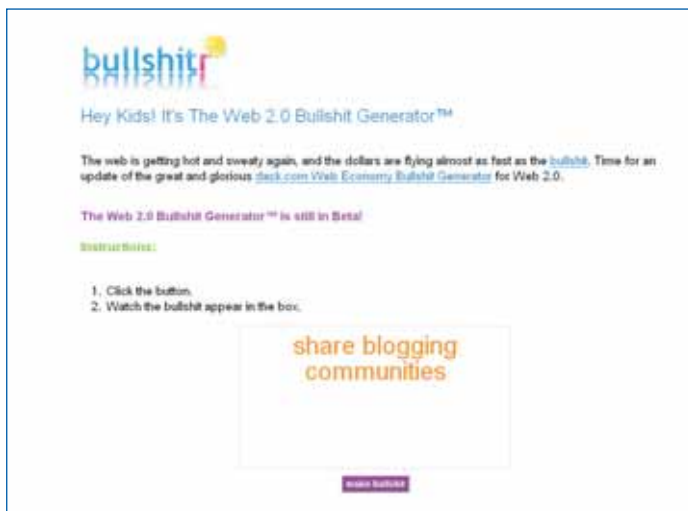 bullshitr
Hey Kids! It's The Web 2.0 Bullshit Generator™
The web is getting hot and sweaty again, and the dollars are flying almost as fast as the bullshit. Time for an
update of the great and glorious dack.com Web Economy Bullshit Generator for Web 2.0.
The Web 2.0 Bullshit Generator™ is still in Beta!
Instructions:
1. Click the button.
2. Watch the bullshit appear in the box.
share blogging
communities
make bullshit